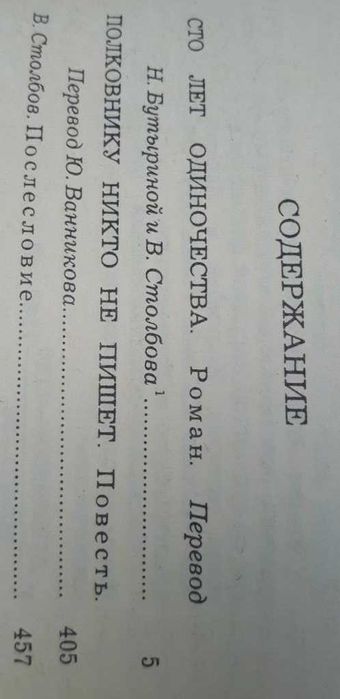 СОДЕРЖАНИЕ
СТО ЛЕТ ОДИНОЧЕСТВА. Роман. Перевод
Н. Бутыриной и В. Столбова¹ .............................. 5
ПОЛКОВНИКУ НИКТО НЕ ПИШЕТ. Повесть.
Перевод Ю. Ванникова.......................................... 405
В. Столбов. Послесловие.......................................... 457